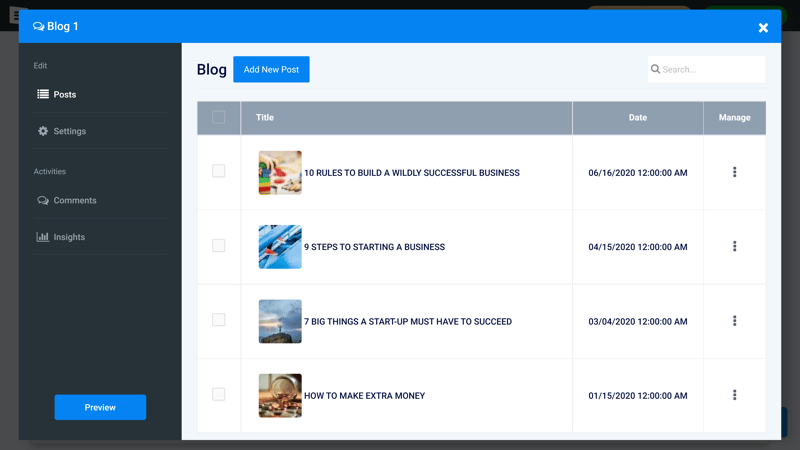 Blog 1
Edit
Posts
Settings
Activities
Comments
Insights
Preview
Blog
Add New Post
Search...
Title Date Manage
10 RULES TO BUILD A WILDLY SUCCESSFUL BUSINESS 06/16/2020 12:00:00 AM
9 STEPS TO STARTING A BUSINESS 04/15/2020 12:00:00 AM
7 BIG THINGS A START-UP MUST HAVE TO SUCCEED 03/04/2020 12:00:00 AM
HOW TO MAKE EXTRA MONEY 01/15/2020 12:00:00 AM